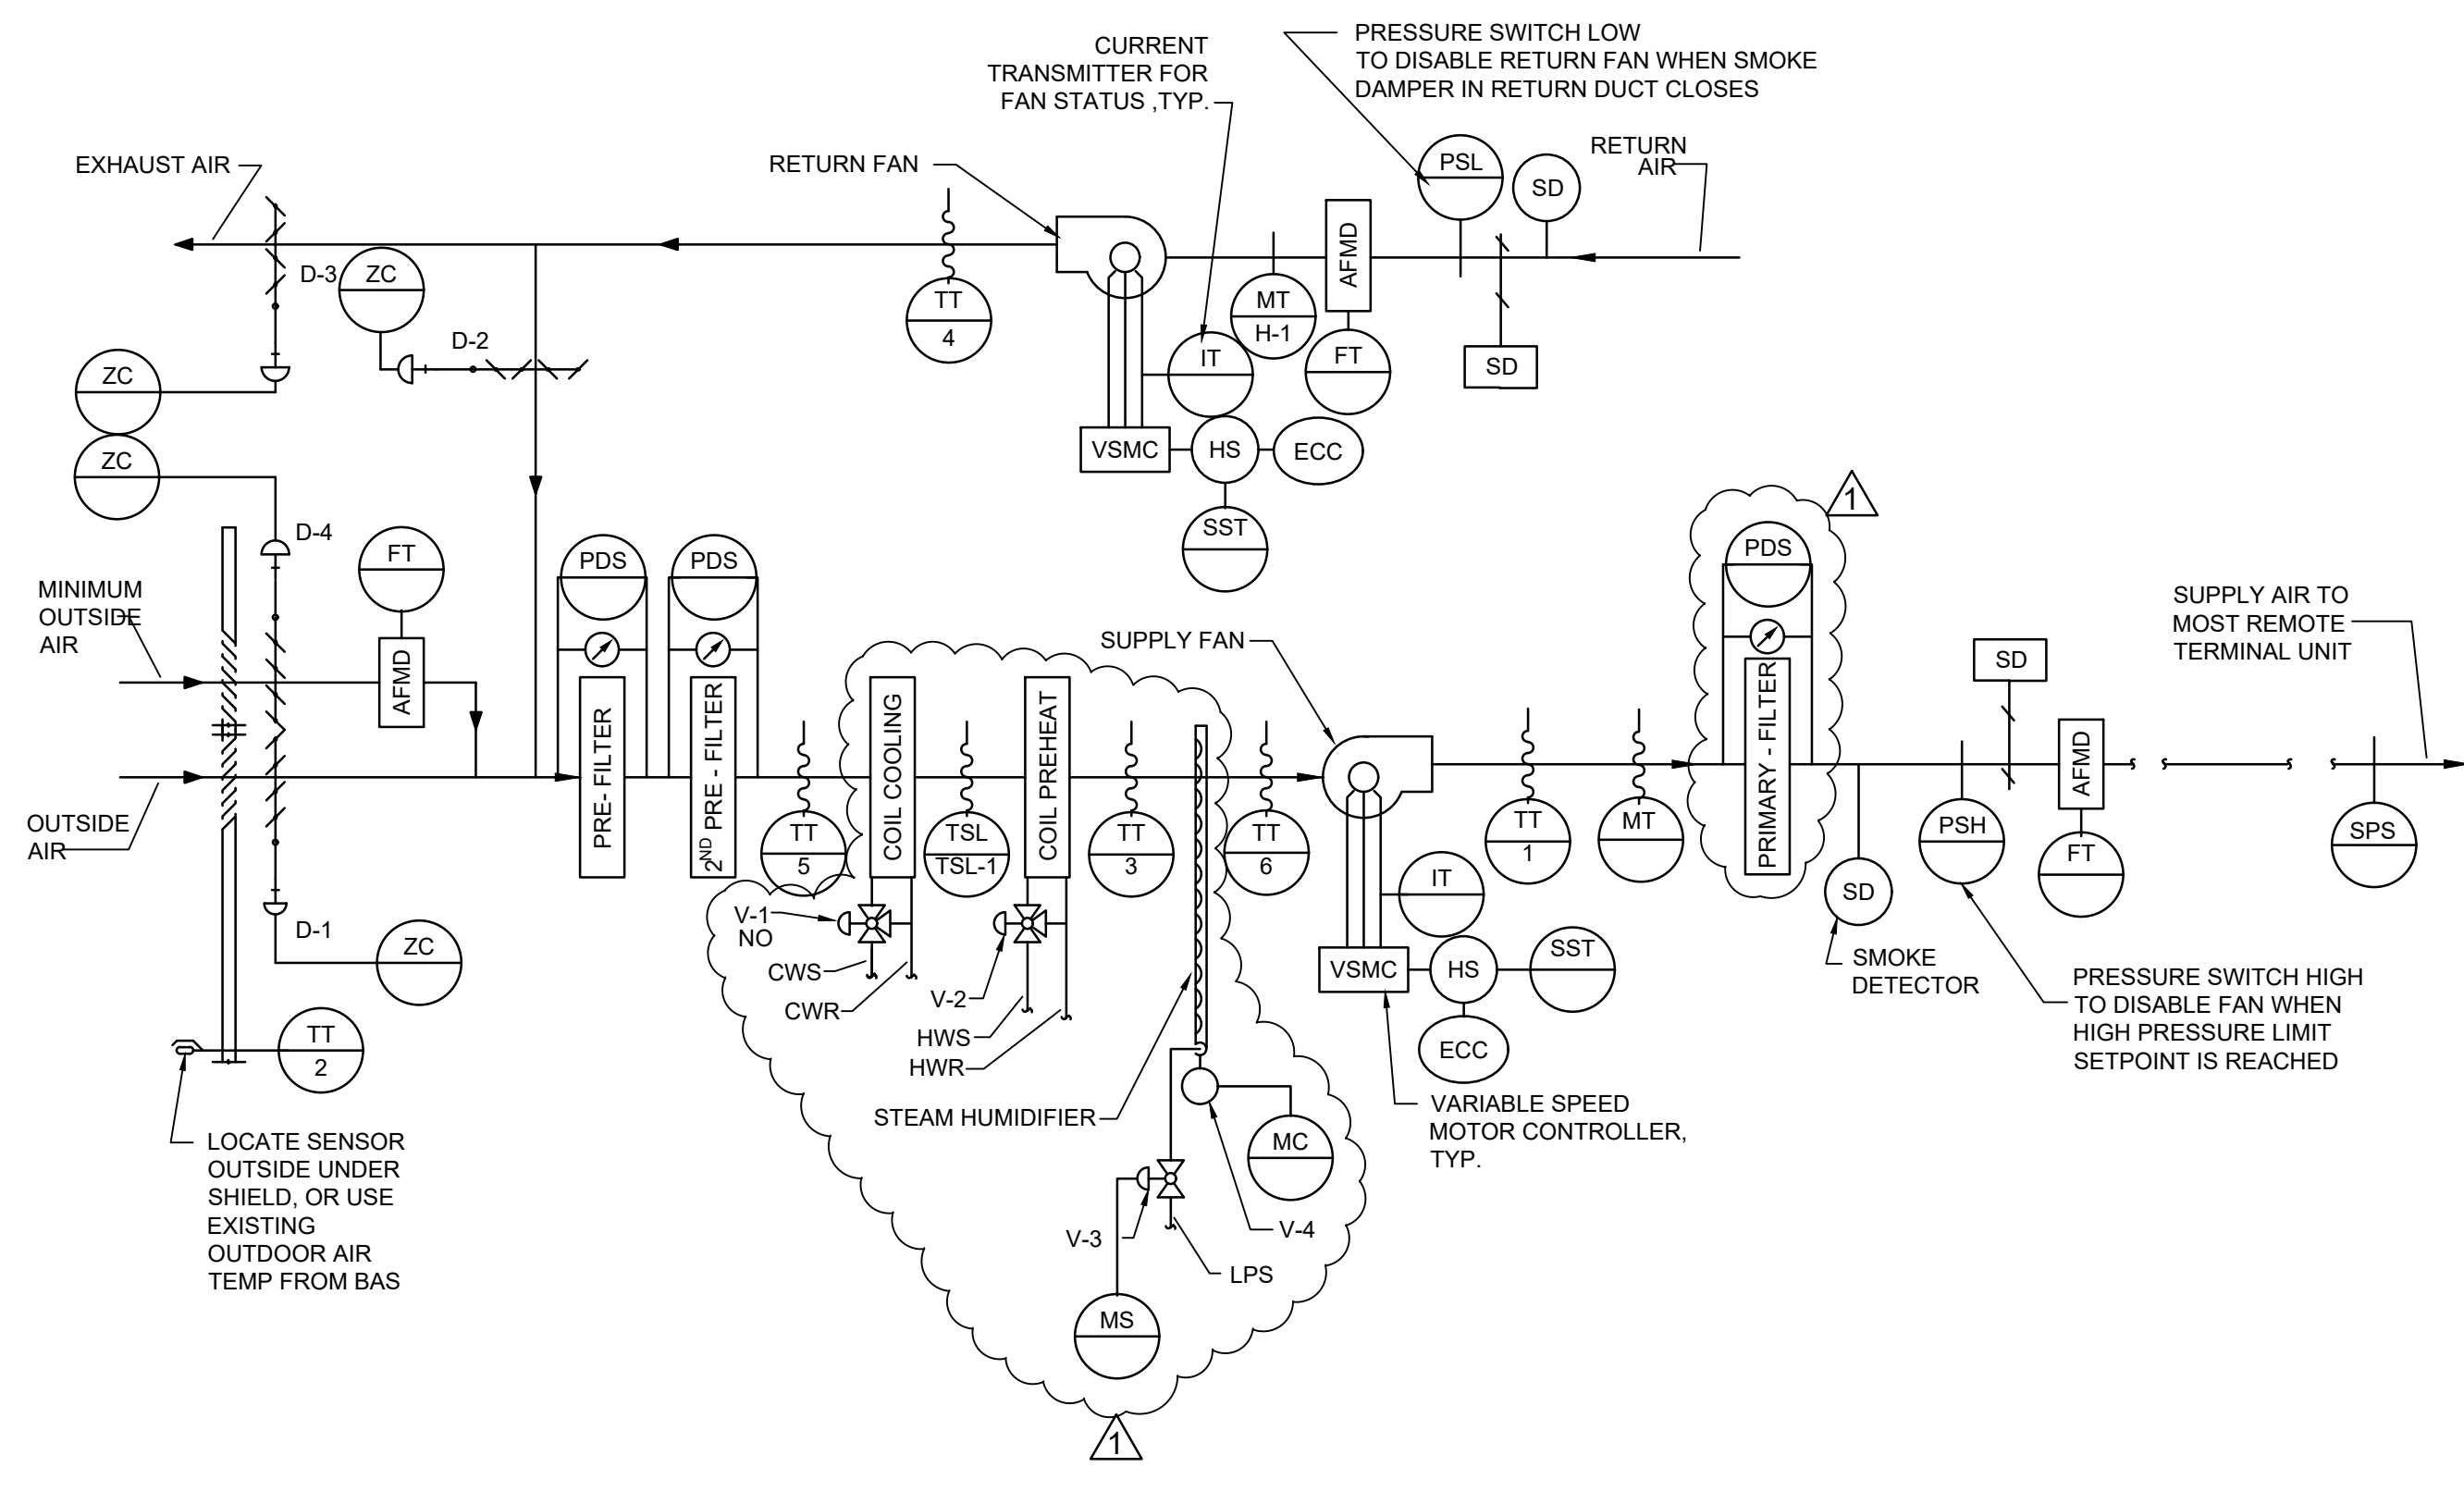 CURRENT
TRANSMITTER FOR
FAN STATUS ,TYP.
PRESSURE SWITCH LOW
TO DISABLE RETURN FAN WHEN SMOKE
DAMPER IN RETURN DUCT CLOSES
EXHAUST AIR
RETURN FAN
PSL
SD
RETURN
AIR
D-3
ZC
TT
4
AFMD
MT
H-1
D-2
IT
FT
SD
ZC
ZC
VSMC
HS
ECC
SST
1
D-4
FT
PDS
PDS
PDS
MINIMUM
OUTSIDE
AIR
AFMD
SUPPLY FAN
SD
SUPPLY AIR TO
MOST REMOTE
TERMINAL UNIT
PRE- FILTER
2ND PRE - FILTER
COIL COOLING
COIL PREHEAT
PRIMARY - FILTER
AFMD
OUTSIDE
AIR
TT
5
TSL
TSL-1
TT
3
TT
6
TT
1
MT
PSH
FT
SPS
IT
SD
V-1
NO
D-1
ZC
CWS
CWR
V-2
HWS
HWR
VSMC
HS
SST
ECC
SMOKE
DETECTOR
PRESSURE SWITCH HIGH
TO DISABLE FAN WHEN
HIGH PRESSURE LIMIT
SETPOINT IS REACHED
TT
2
STEAM HUMIDIFIER
VARIABLE SPEED
MOTOR CONTROLLER,
TYP.
LOCATE SENSOR
OUTSIDE UNDER
SHIELD, OR USE
EXISTING
OUTDOOR AIR
TEMP FROM BAS
MC
V-3
V-4
LPS
MS
1